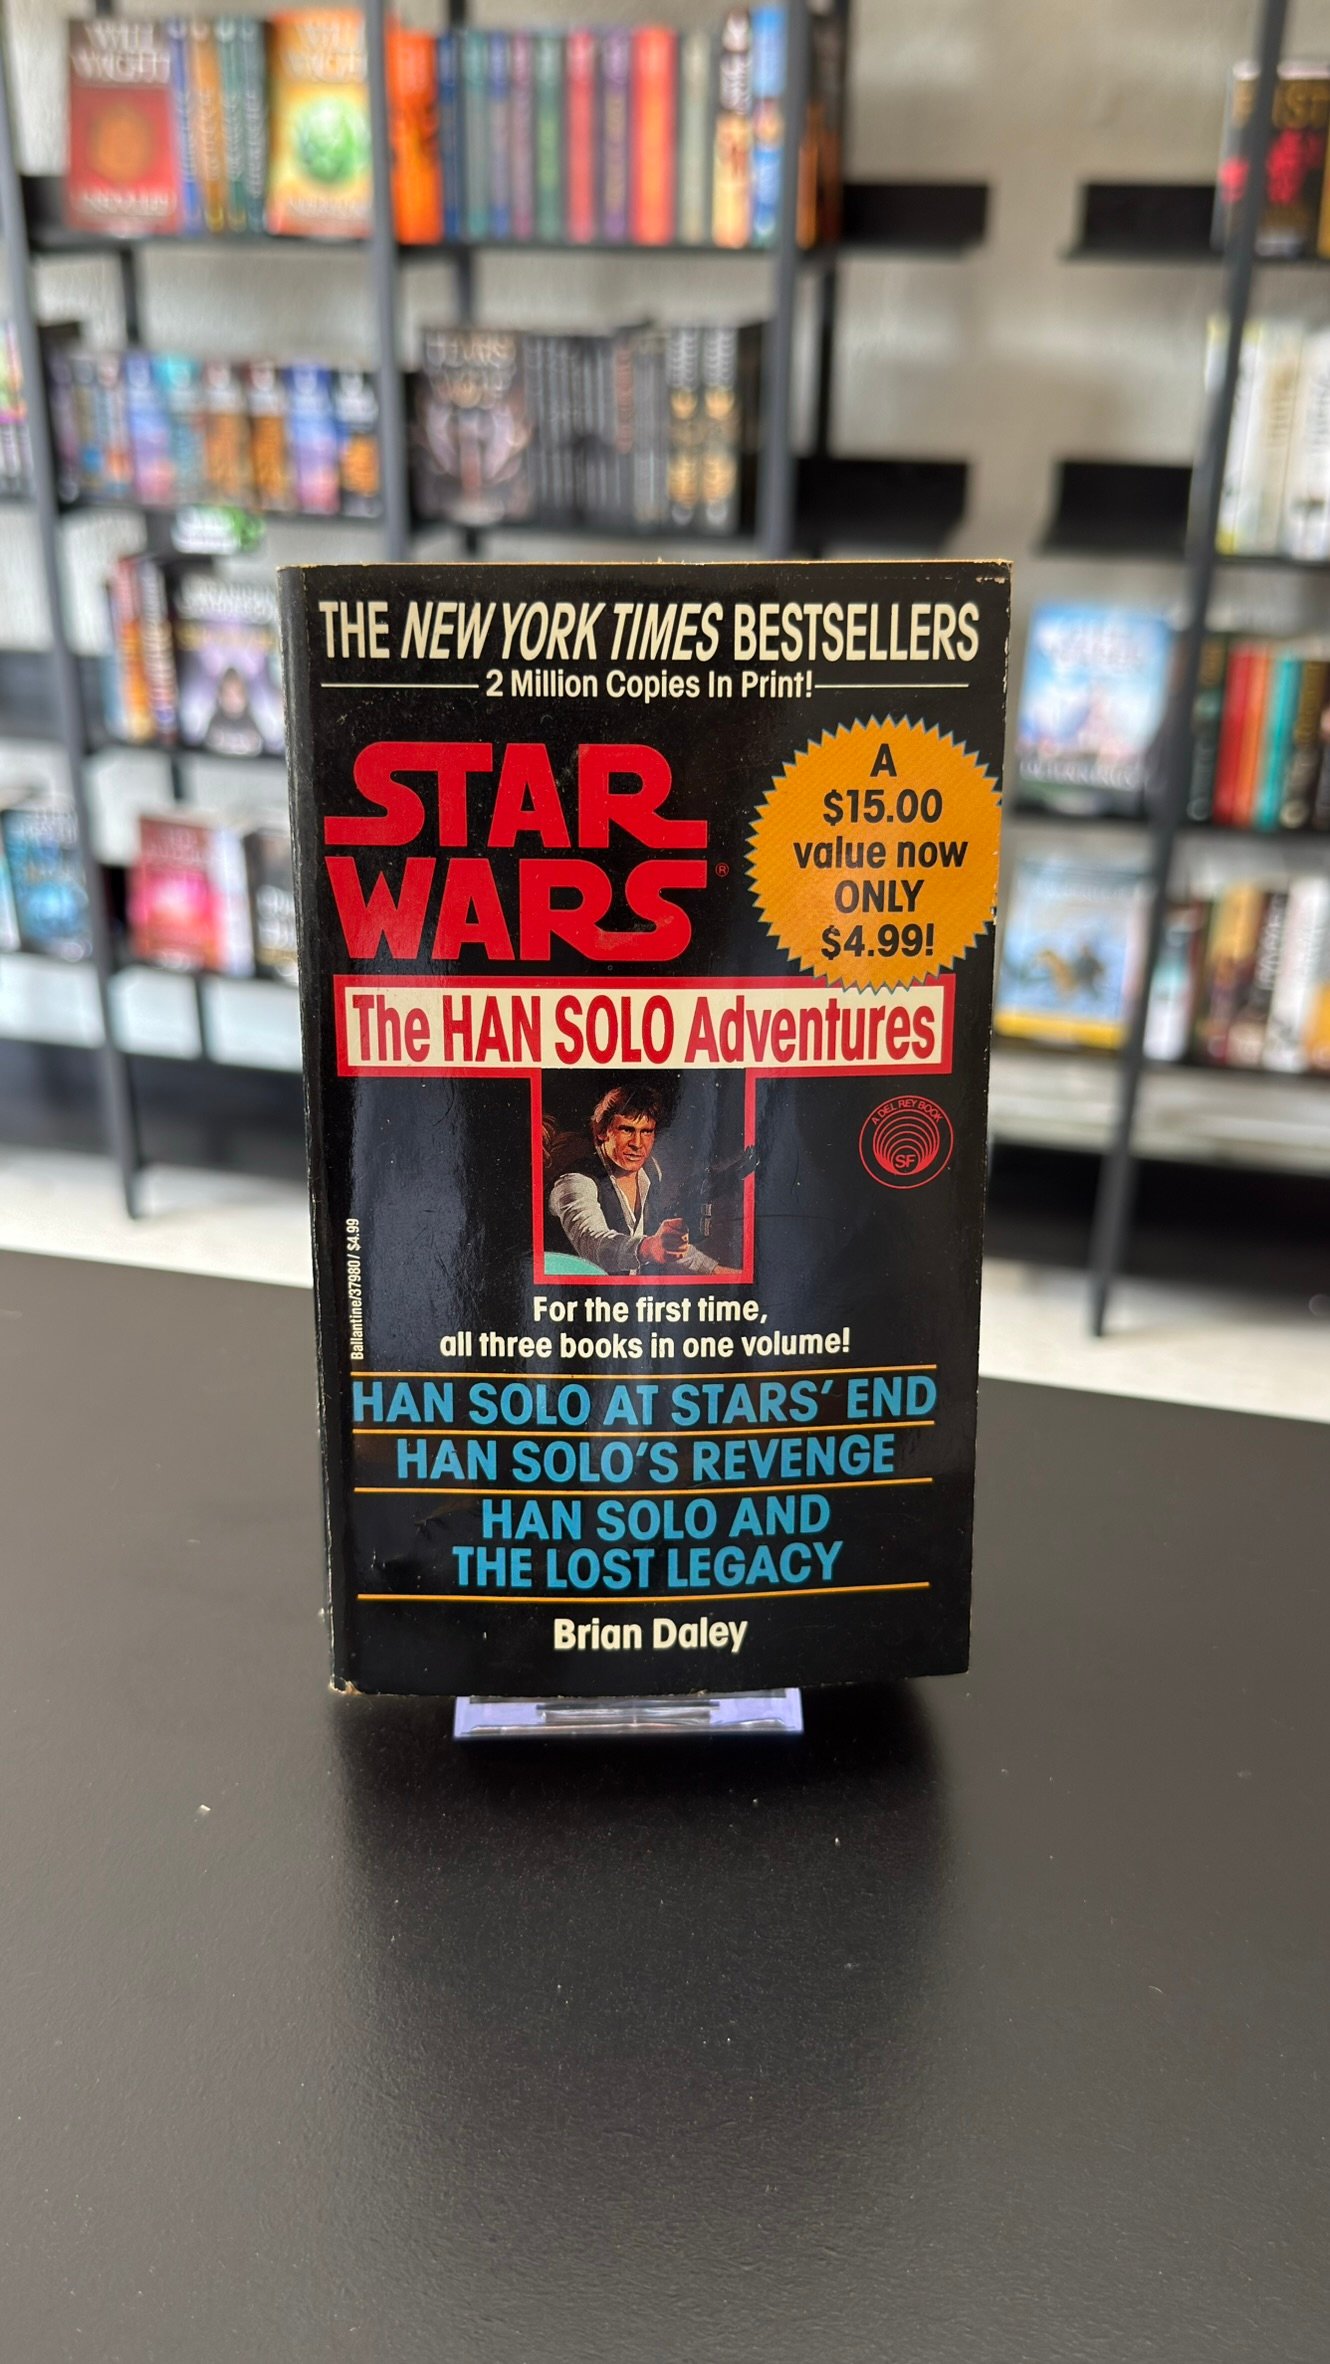 WILL
WIGHT
THE NEW YORK TIMES BESTSELLERS
2 Million Copies In Print!
STAR
WARS®
A
$15.00
value now
ONLY
$4.99!
The HAN SOLO Adventures
A DEL REY BOOK
SF
Ballantine/37980/$4.99
For the first time,
all three books in one volume!
HAN SOLO AT STARS' END
HAN SOLO'S REVENGE
HAN SOLO AND
THE LOST LEGACY
Brian Daley